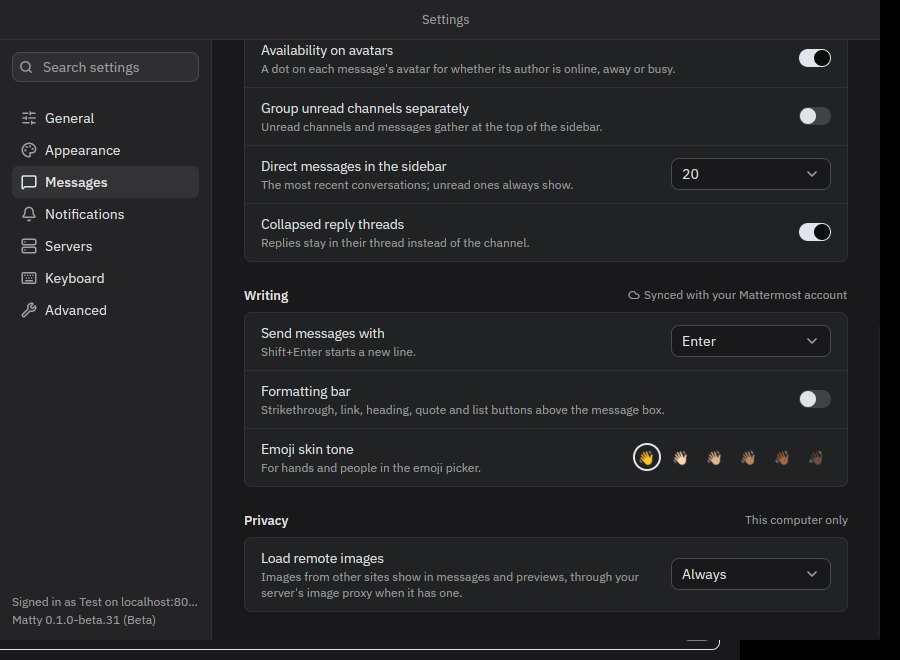 Settings
Search settings
General
Appearance
Messages
Notifications
Servers
Keyboard
Advanced
Signed in as Test on localhost:80...
Matty 0.1.0-beta.31 (Beta)
Availability on avatars
A dot on each message's avatar for whether its author is online, away or busy.
Group unread channels separately
Unread channels and messages gather at the top of the sidebar.
Direct messages in the sidebar
The most recent conversations; unread ones always show.
20
Collapsed reply threads
Replies stay in their thread instead of the channel.
Writing
Synced with your Mattermost account
Send messages with
Shift+Enter starts a new line.
Enter
Formatting bar
Strikethrough, link, heading, quote and list buttons above the message box.
Emoji skin tone
For hands and people in the emoji picker.
Privacy
This computer only
Load remote images
Images from other sites show in messages and previews, through your
server's image proxy when it has one.
Always